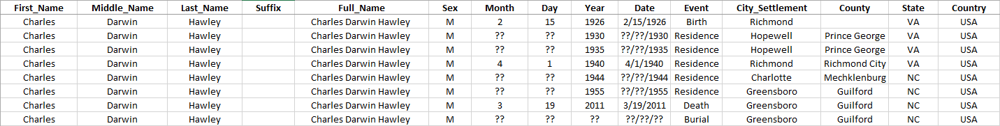 First_Name Middle_Name Last_Name Suffix Full_Name Sex Month Day Year Date Event City_Settlement County State Country
Charles Darwin Hawley Charles Darwin Hawley M 2 15 1926 2/15/1926 Birth Richmond VA USA
Charles Darwin Hawley Charles Darwin Hawley M ?? ?? 1930 ??/??/1930 Residence Hopewell Prince George VA USA
Charles Darwin Hawley Charles Darwin Hawley M ?? ?? 1935 ??/??/1935 Residence Hopewell Prince George VA USA
Charles Darwin Hawley Charles Darwin Hawley M 4 1 1940 4/1/1940 Residence Richmond Richmond City VA USA
Charles Darwin Hawley Charles Darwin Hawley M ?? ?? 1944 ??/??/1944 Residence Charlotte Mechklenburg NC USA
Charles Darwin Hawley Charles Darwin Hawley M ?? ?? 1955 ??/??/1955 Residence Greensboro Guilford NC USA
Charles Darwin Hawley Charles Darwin Hawley M 3 19 2011 3/19/2011 Death Greensboro Guilford NC USA
Charles Darwin Hawley Charles Darwin Hawley M ?? ?? ?? ??/??/?? Burial Greensboro Guilford NC USA